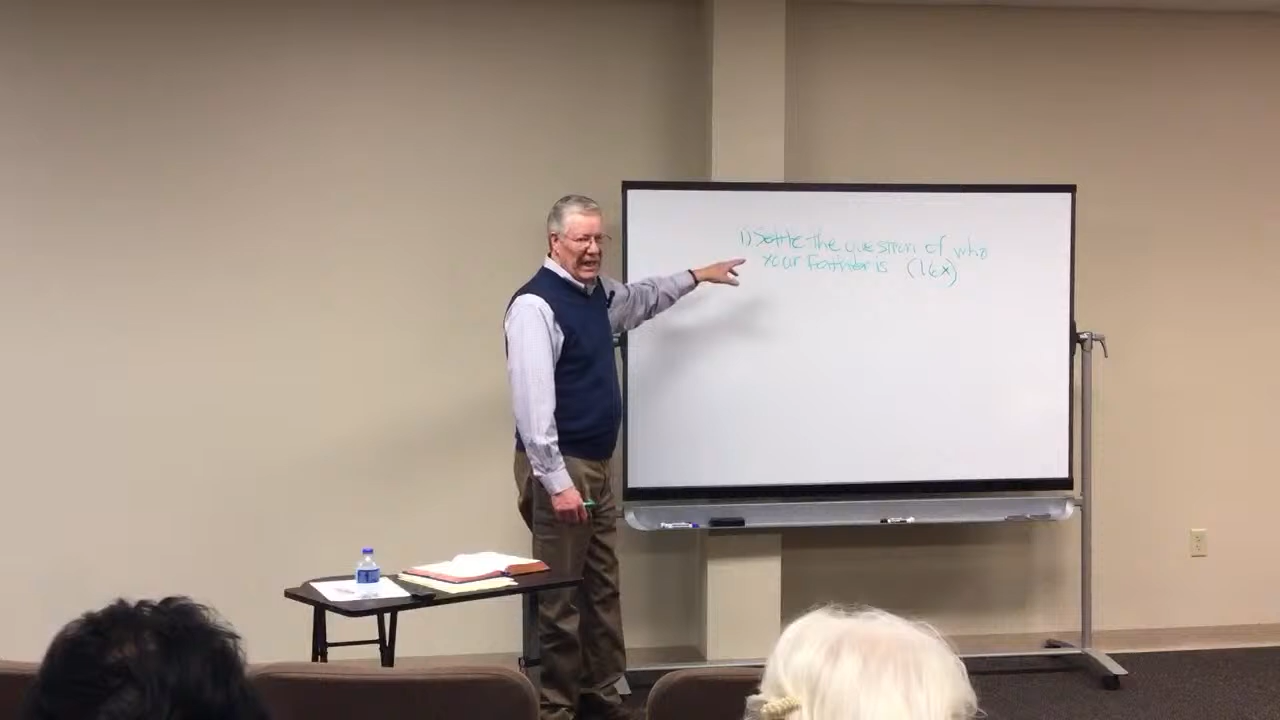 1) Settle the question of who
your Father is (16x)